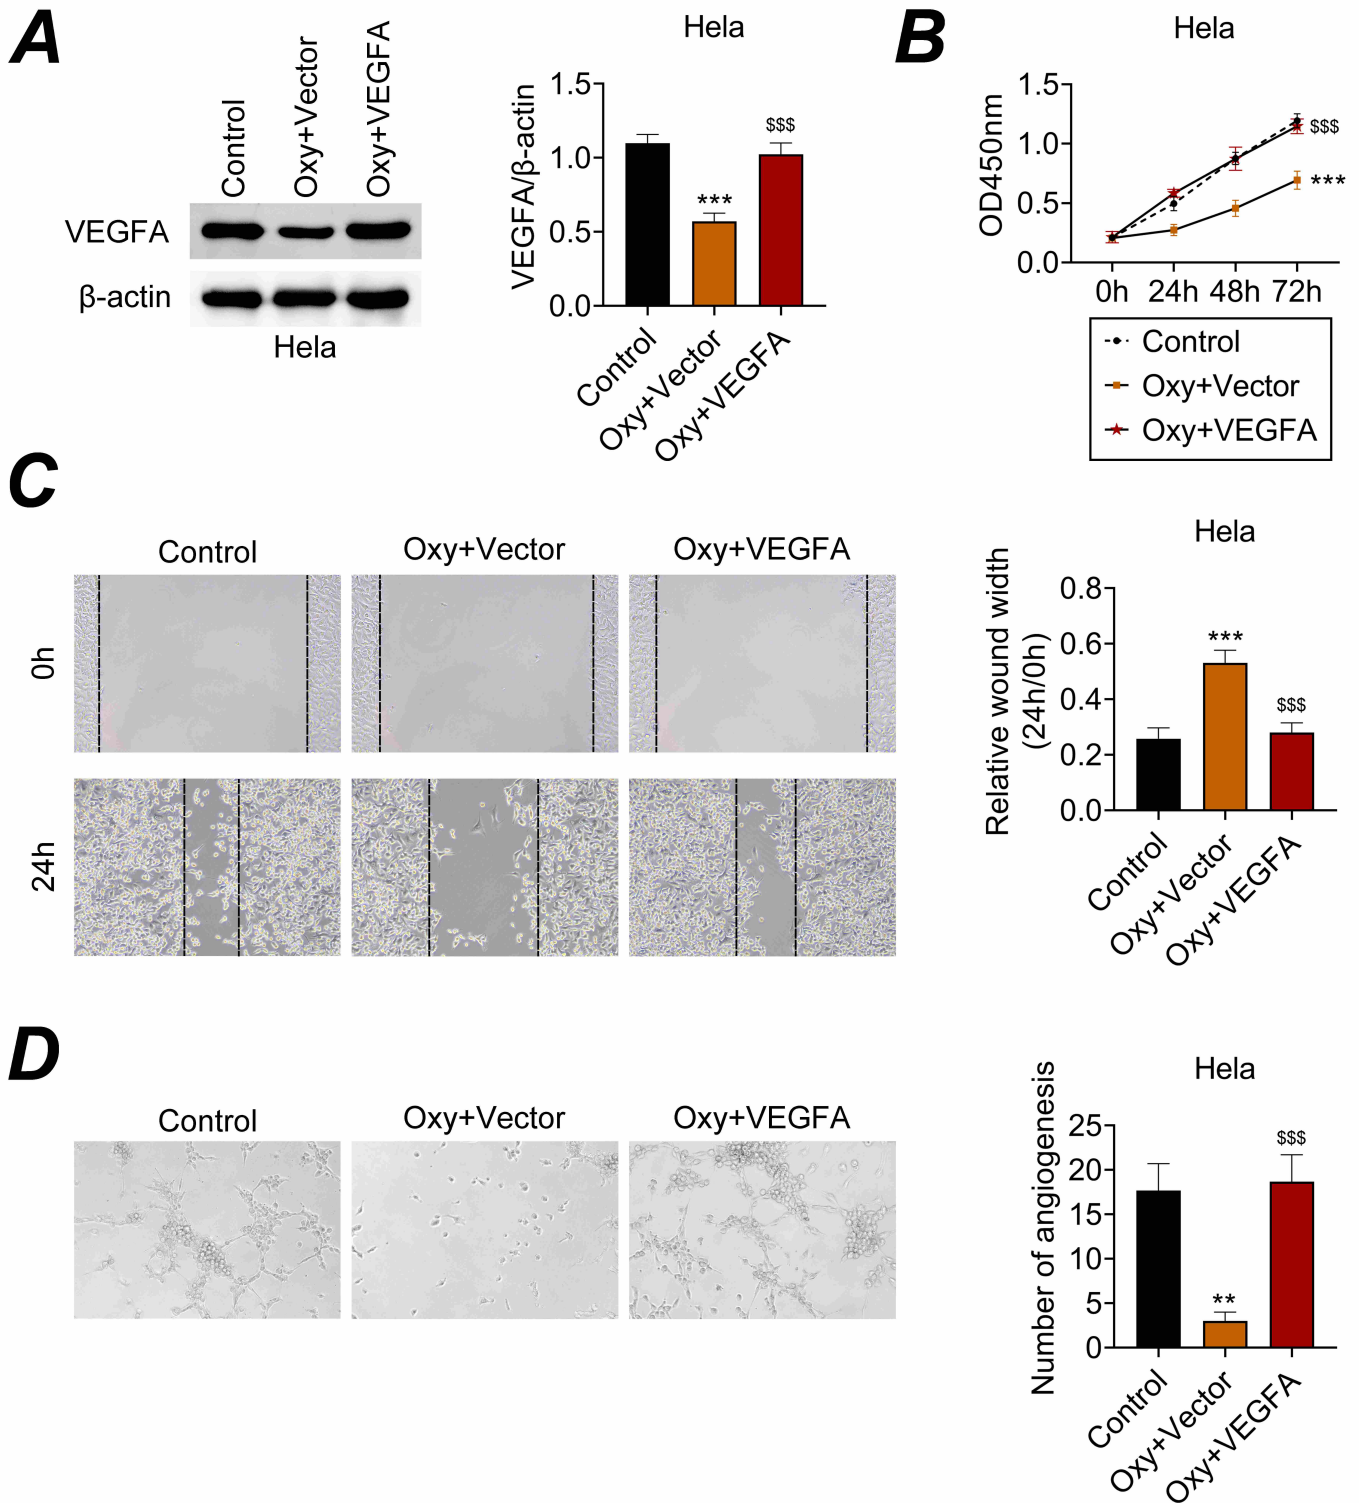 A
Control
Oxy+Vector
Oxy+VEGFA
VEGFA
β-actin
Hela
Hela
VEGFA/β-actin
1.5
1.0
0.5
0.0
***
$$$
Control
Oxy+Vector
Oxy+VEGFA
B
Hela
OD450nm
1.5
1.0
0.5
0.0
$$$
***
0h 24h 48h 72h
Control
Oxy+Vector
Oxy+VEGFA
C
Control Oxy+Vector Oxy+VEGFA
0h
24h
Hela
Relative wound width
(24h/0h)
0.8
0.6
0.4
0.2
0.0
***
$$$
Control
Oxy+Vector
Oxy+VEGFA
D
Control Oxy+Vector Oxy+VEGFA
Hela
Number of angiogenesis
25
20
15
10
5
0
**
$$$
Control
Oxy+Vector
Oxy+VEGFA